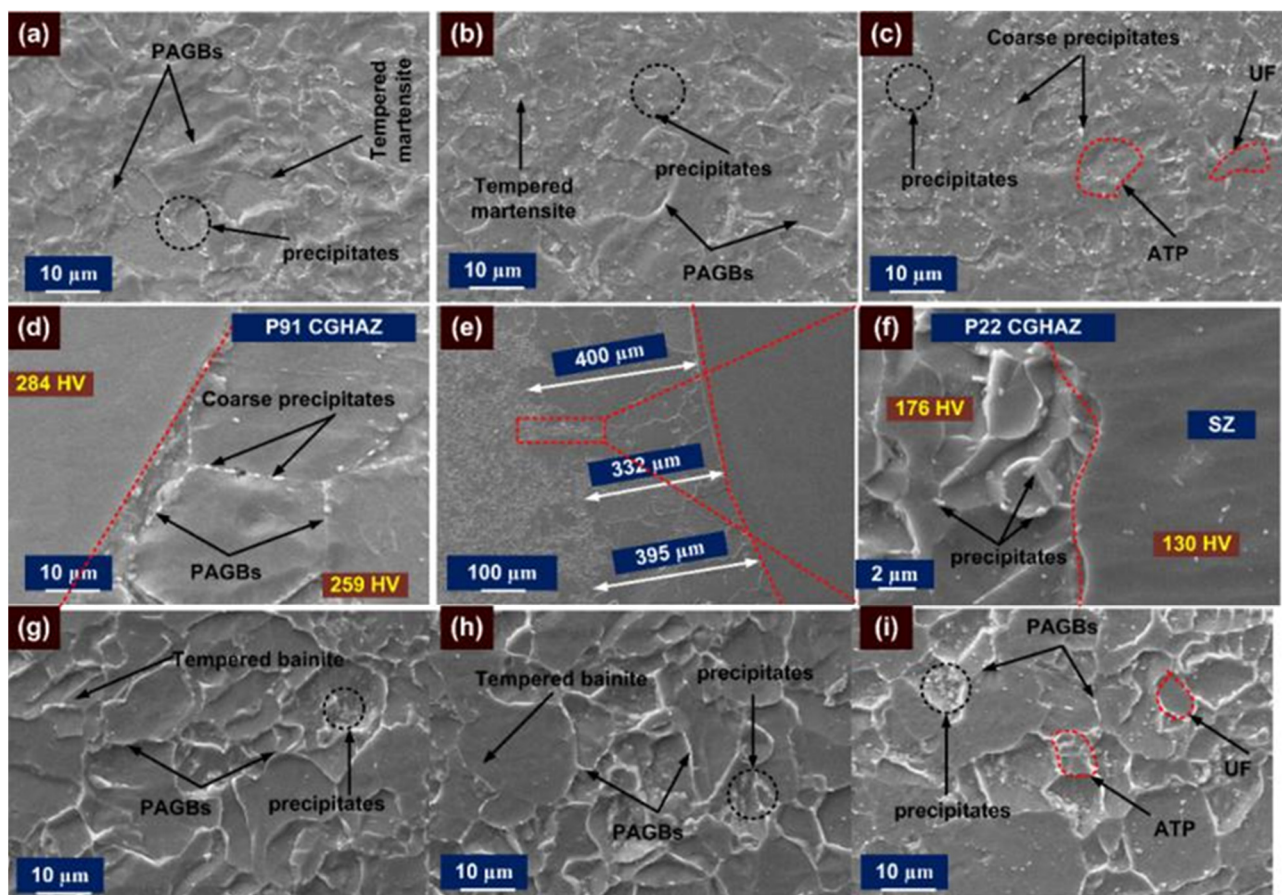 (a)
PAGBs
Tempered
martensite
precipitates
10 µm
(b)
Tempered
martensite
precipitates
PAGBs
10 µm
(c)
Coarse precipitates
UF
precipitates
ATP
10 µm
(d)
P91 CGHAZ
284 HV
Coarse precipitates
PAGBs
10 µm
259 HV
(e)
400 µm
332 µm
395 µm
100 µm
(f)
P22 CGHAZ
176 HV
SZ
precipitates
130 HV
2 µm
(g)
Tempered bainite
PAGBs
precipitates
10 µm
(h)
Tempered bainite
precipitates
PAGBs
10 µm
(i)
PAGBs
UF
precipitates
ATP
10 µm